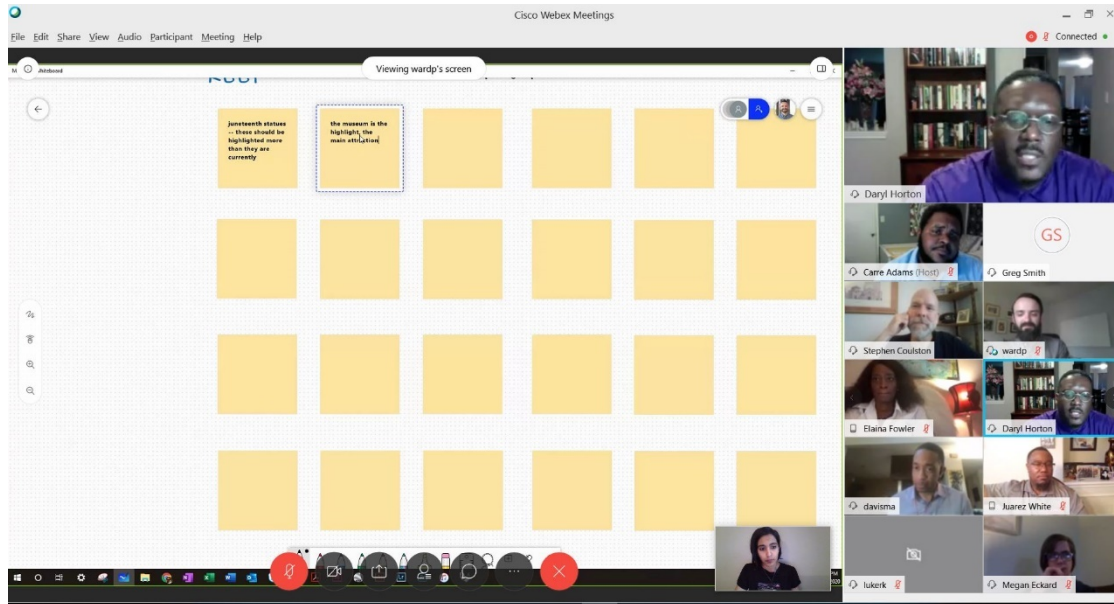 Cisco Webex Meetings
File Edit Share View Audio Participant Meeting Help
Connected
Viewing wardp's screen
juneteenth statues
-- these should be
highlighted more
than they are
currently
the museum is the
highlight, the
main attraction
Daryl Horton
Carre Adams (Host)
GS
Greg Smith
Stephen Coulston
wardp
Elaina Fowler
Daryl Horton
davisma
Juarez White
lukerk
Megan Eckard